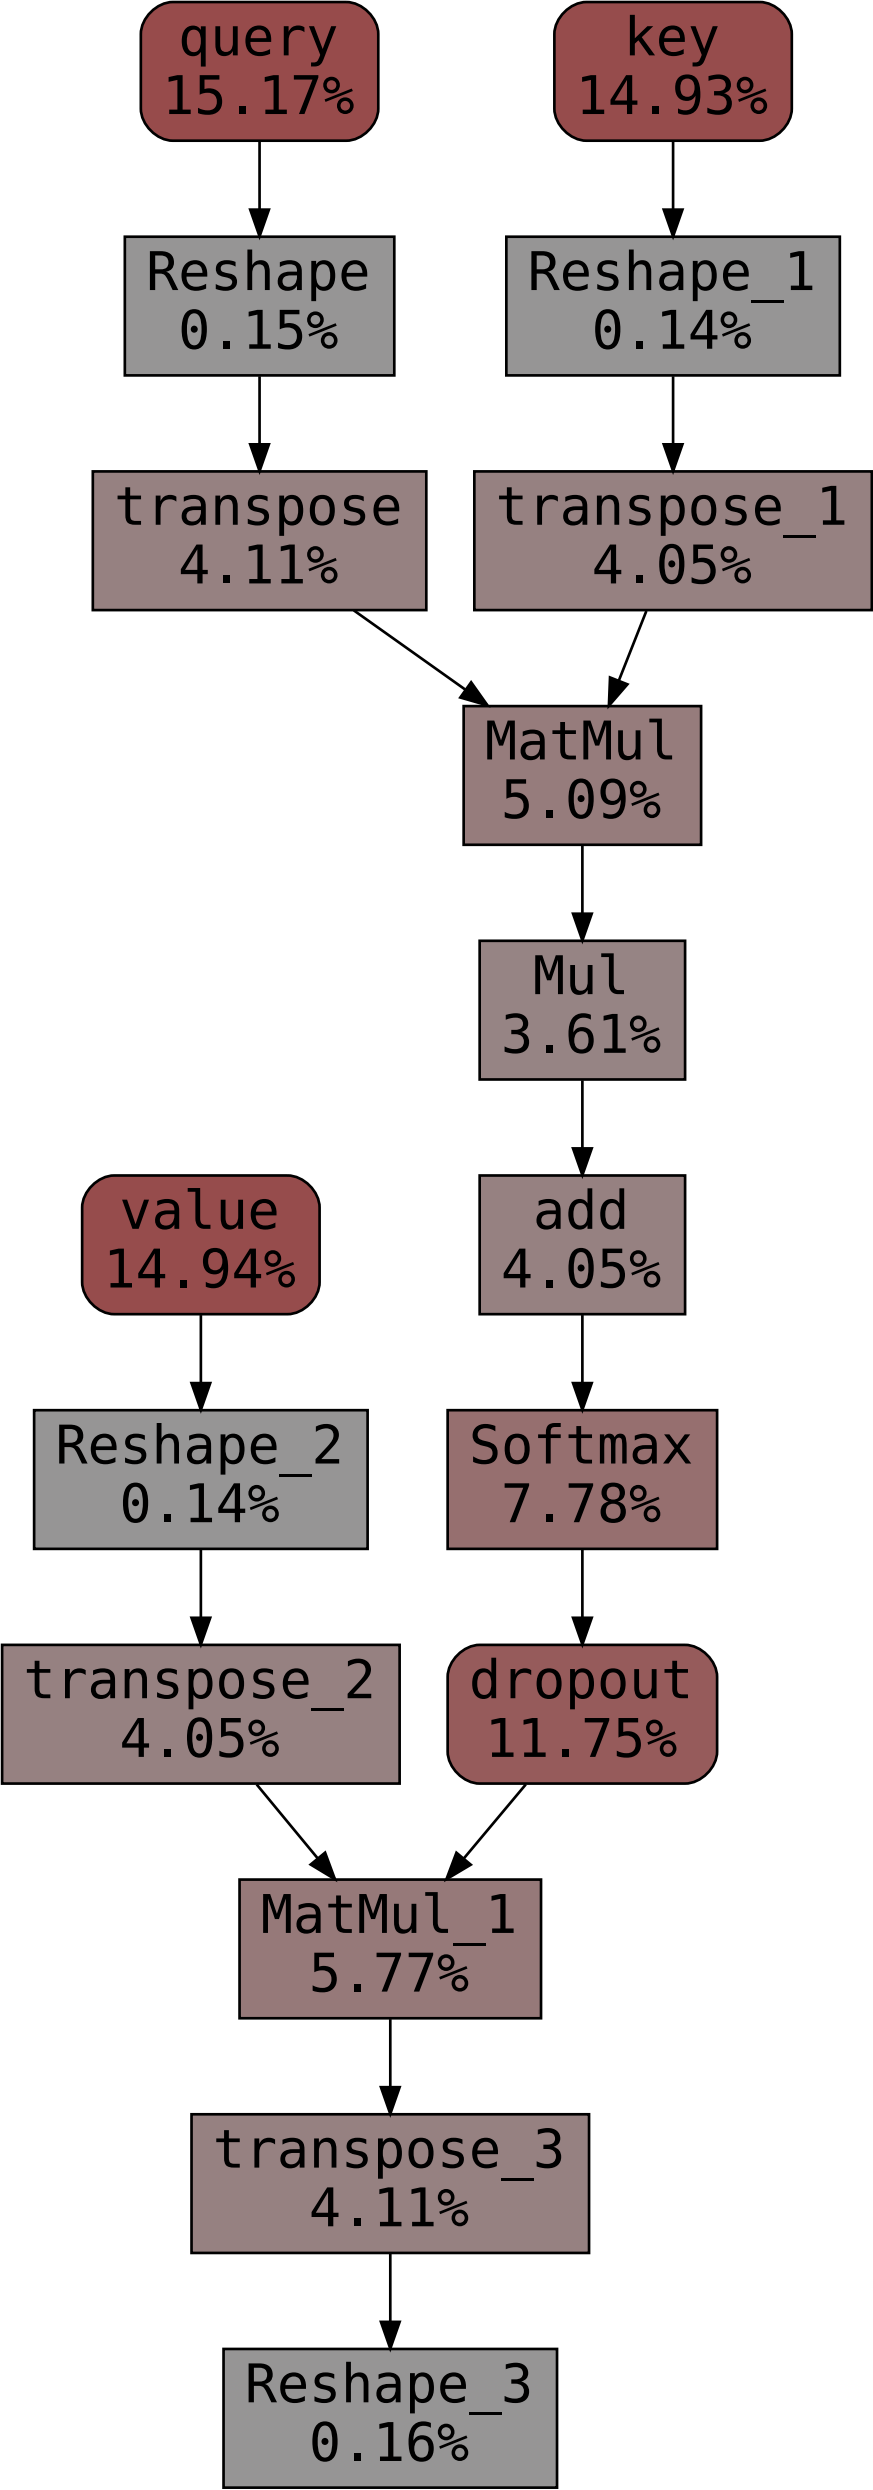 query
15.17%
key
14.93%
Reshape
0.15%
Reshape_1
0.14%
transpose
4.11%
transpose_1
4.05%
MatMul
5.09%
Mul
3.61%
add
4.05%
value
14.94%
Softmax
7.78%
Reshape_2
0.14%
dropout
11.75%
transpose_2
4.05%
MatMul_1
5.77%
transpose_3
4.11%
Reshape_3
0.16%